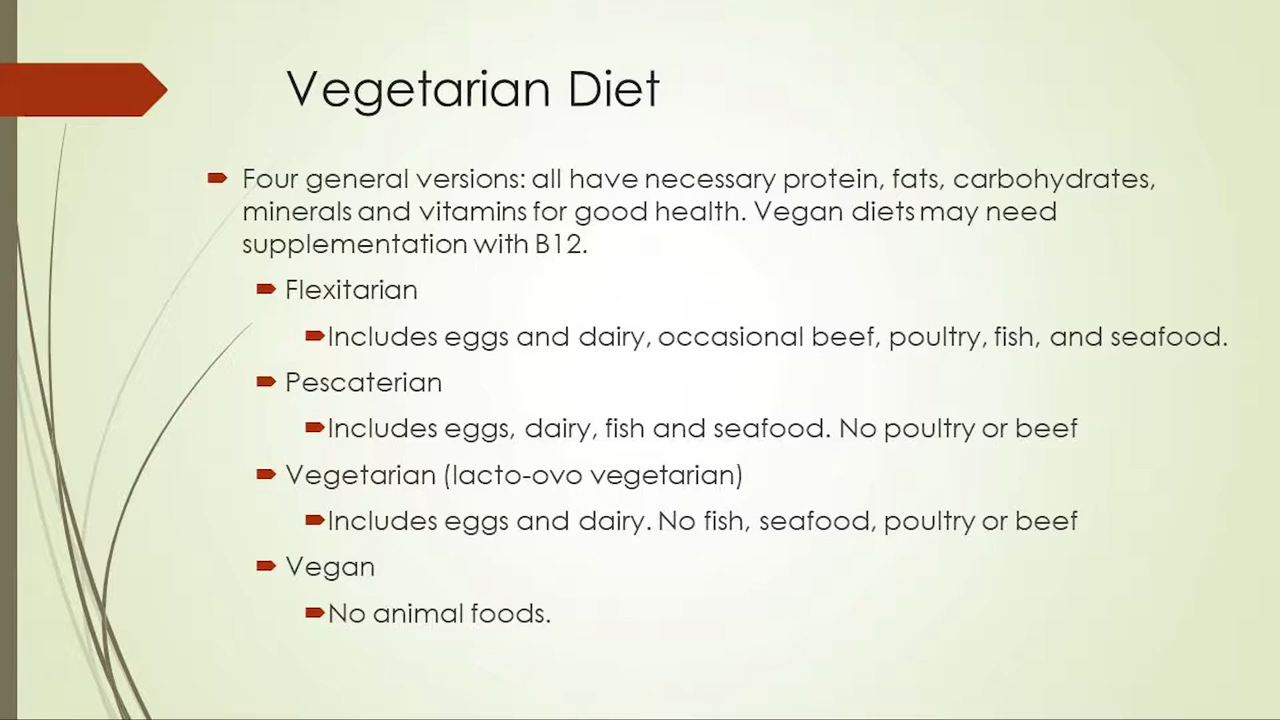 Vegetarian Diet
Four general versions: all have necessary protein, fats, carbohydrates,
minerals and vitamins for good health. Vegan diets may need
supplementation with B12.
Flexitarian
Includes eggs and dairy, occasional beef, poultry, fish, and seafood.
Pescaterian
Includes eggs, dairy, fish and seafood. No poultry or beef
Vegetarian (lacto-ovo vegetarian)
Includes eggs and dairy. No fish, seafood, poultry or beef
Vegan
No animal foods.